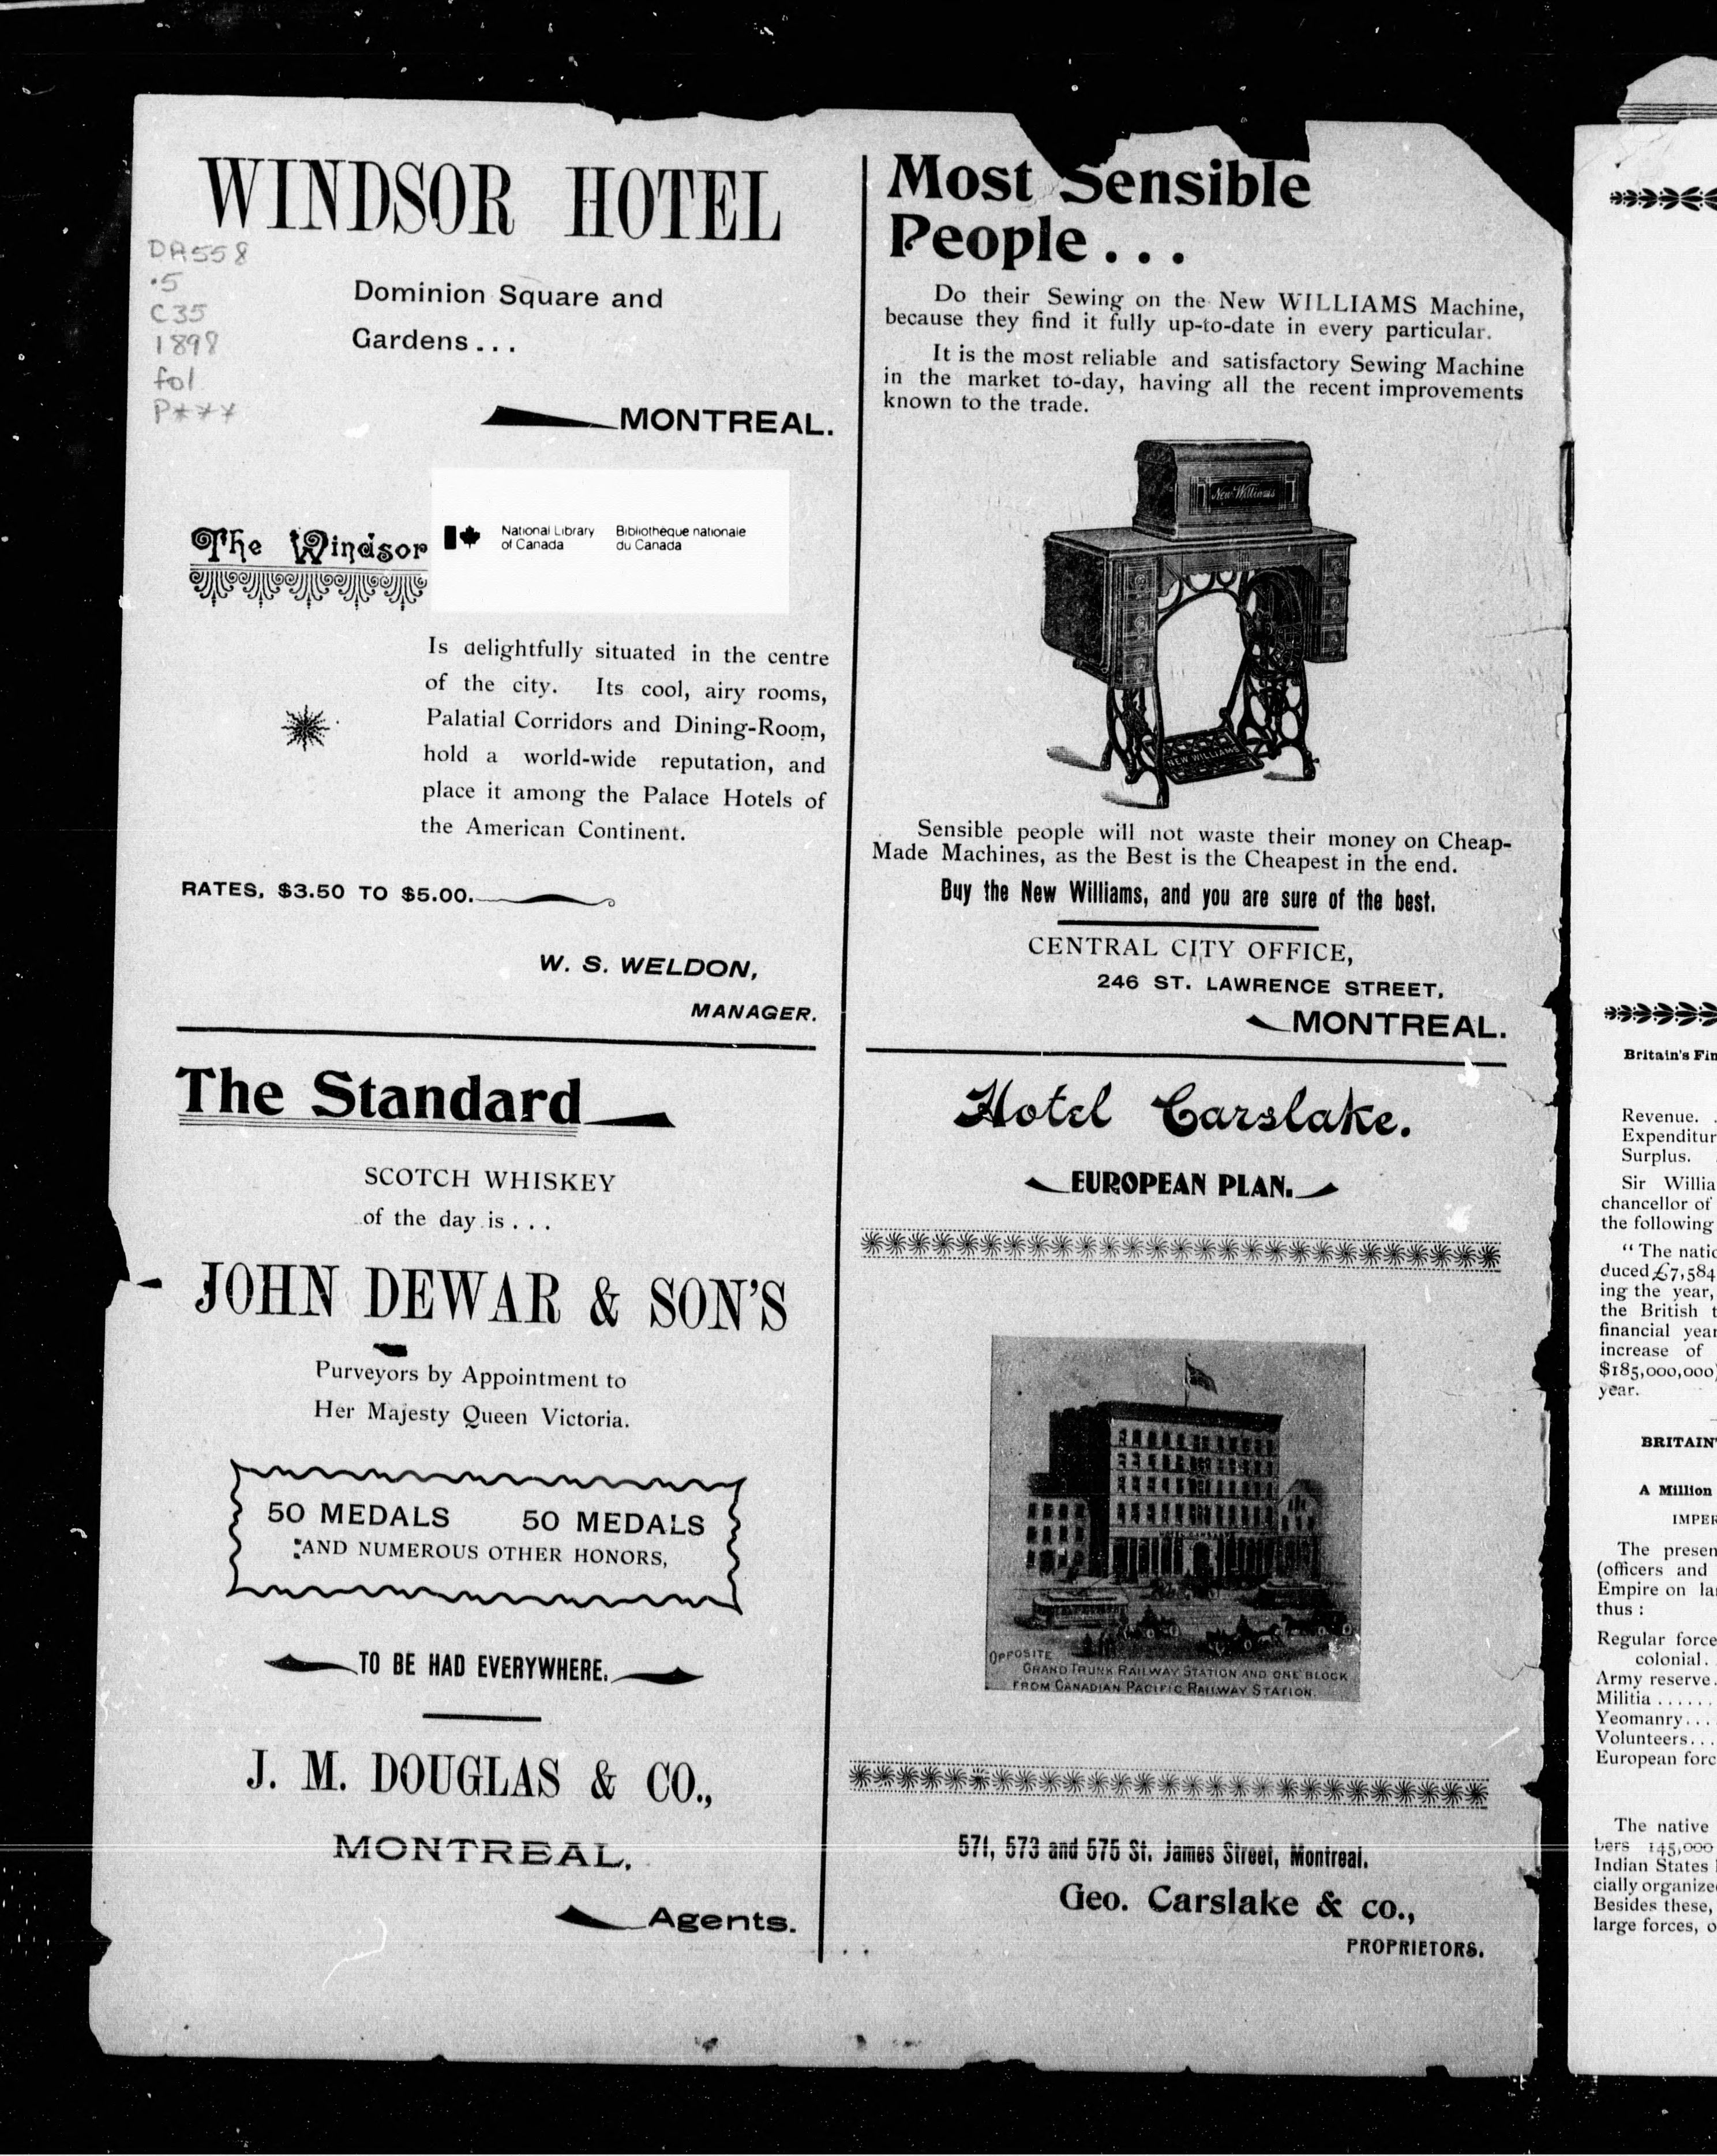 WINDSOR HOTEL
DA558
.5
C35
1898
fol
P***
Dominion Square and
Gardens...
MONTREAL.
The Windsor
National Library
of Canada
Bibliothèque nationale
du Canada
Is delightfully situated in the centre
of the city. Its cool, airy rooms,
Palatial Corridors and Dining-Room,
hold a world-wide reputation, and
place it among the Palace Hotels of
the American Continent.
RATES, $3.50 TO $5.00.
W. S. WELDON,
MANAGER.
The Standard
SCOTCH WHISKEY
of the day is...
JOHN DEWAR & SON'S
Purveyors by Appointment to
Her Majesty Queen Victoria.
50 MEDALS 50 MEDALS
AND NUMEROUS OTHER HONORS,
TO BE HAD EVERYWHERE.
J. M. DOUGLAS & CO.,
MONTREAL,
Agents.
Most Sensible
People...
Do their Sewing on the New WILLIAMS Machine,
because they find it fully up-to-date in every particular.
It is the most reliable and satisfactory Sewing Machine
in the market to-day, having all the recent improvements
known to the trade.
New Williams
NEW WILLIAMS
Sensible people will not waste their money on Cheap-
Made Machines, as the Best is the Cheapest in the end.
Buy the New Williams, and you are sure of the best.
CENTRAL CITY OFFICE,
246 ST. LAWRENCE STREET,
MONTREAL.
Hotel Carslake.
EUROPEAN PLAN.
HOTEL CARSLAKE
OPPOSITE
GRAND TRUNK RAILWAY STATION AND ONE BLOCK
FROM CANADIAN PACIFIC RAILWAY STATION.
571, 573 and 575 St. James Street, Montreal.
Geo. Carslake & co.,
PROPRIETORS.
Britain's Fin
Revenue. .
Expenditur
Surplus.
Sir Willia
chancellor of
the following
"The natio
duced £7,584
ing the year,
the British t
financial year
increase of
$185,000,000)
year.
BRITAIN'
A Million
IMPER
The presen
(officers and
Empire on la
thus :
Regular force
colonial.
Army reserve.
Militia ......
Yeomanry...
Volunteers...
European forc
The native
bers 145,000
Indian States
cially organize
Besides these,
large forces, o